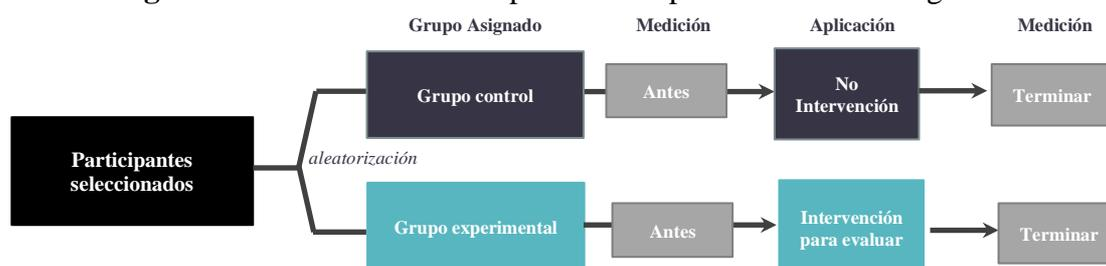 Grupo Asignado Medición Aplicación Medición
Grupo control Antes No Intervención Terminar
Participantes
seleccionados
aleatorización
Grupo experimental Antes Intervención para evaluar Terminar